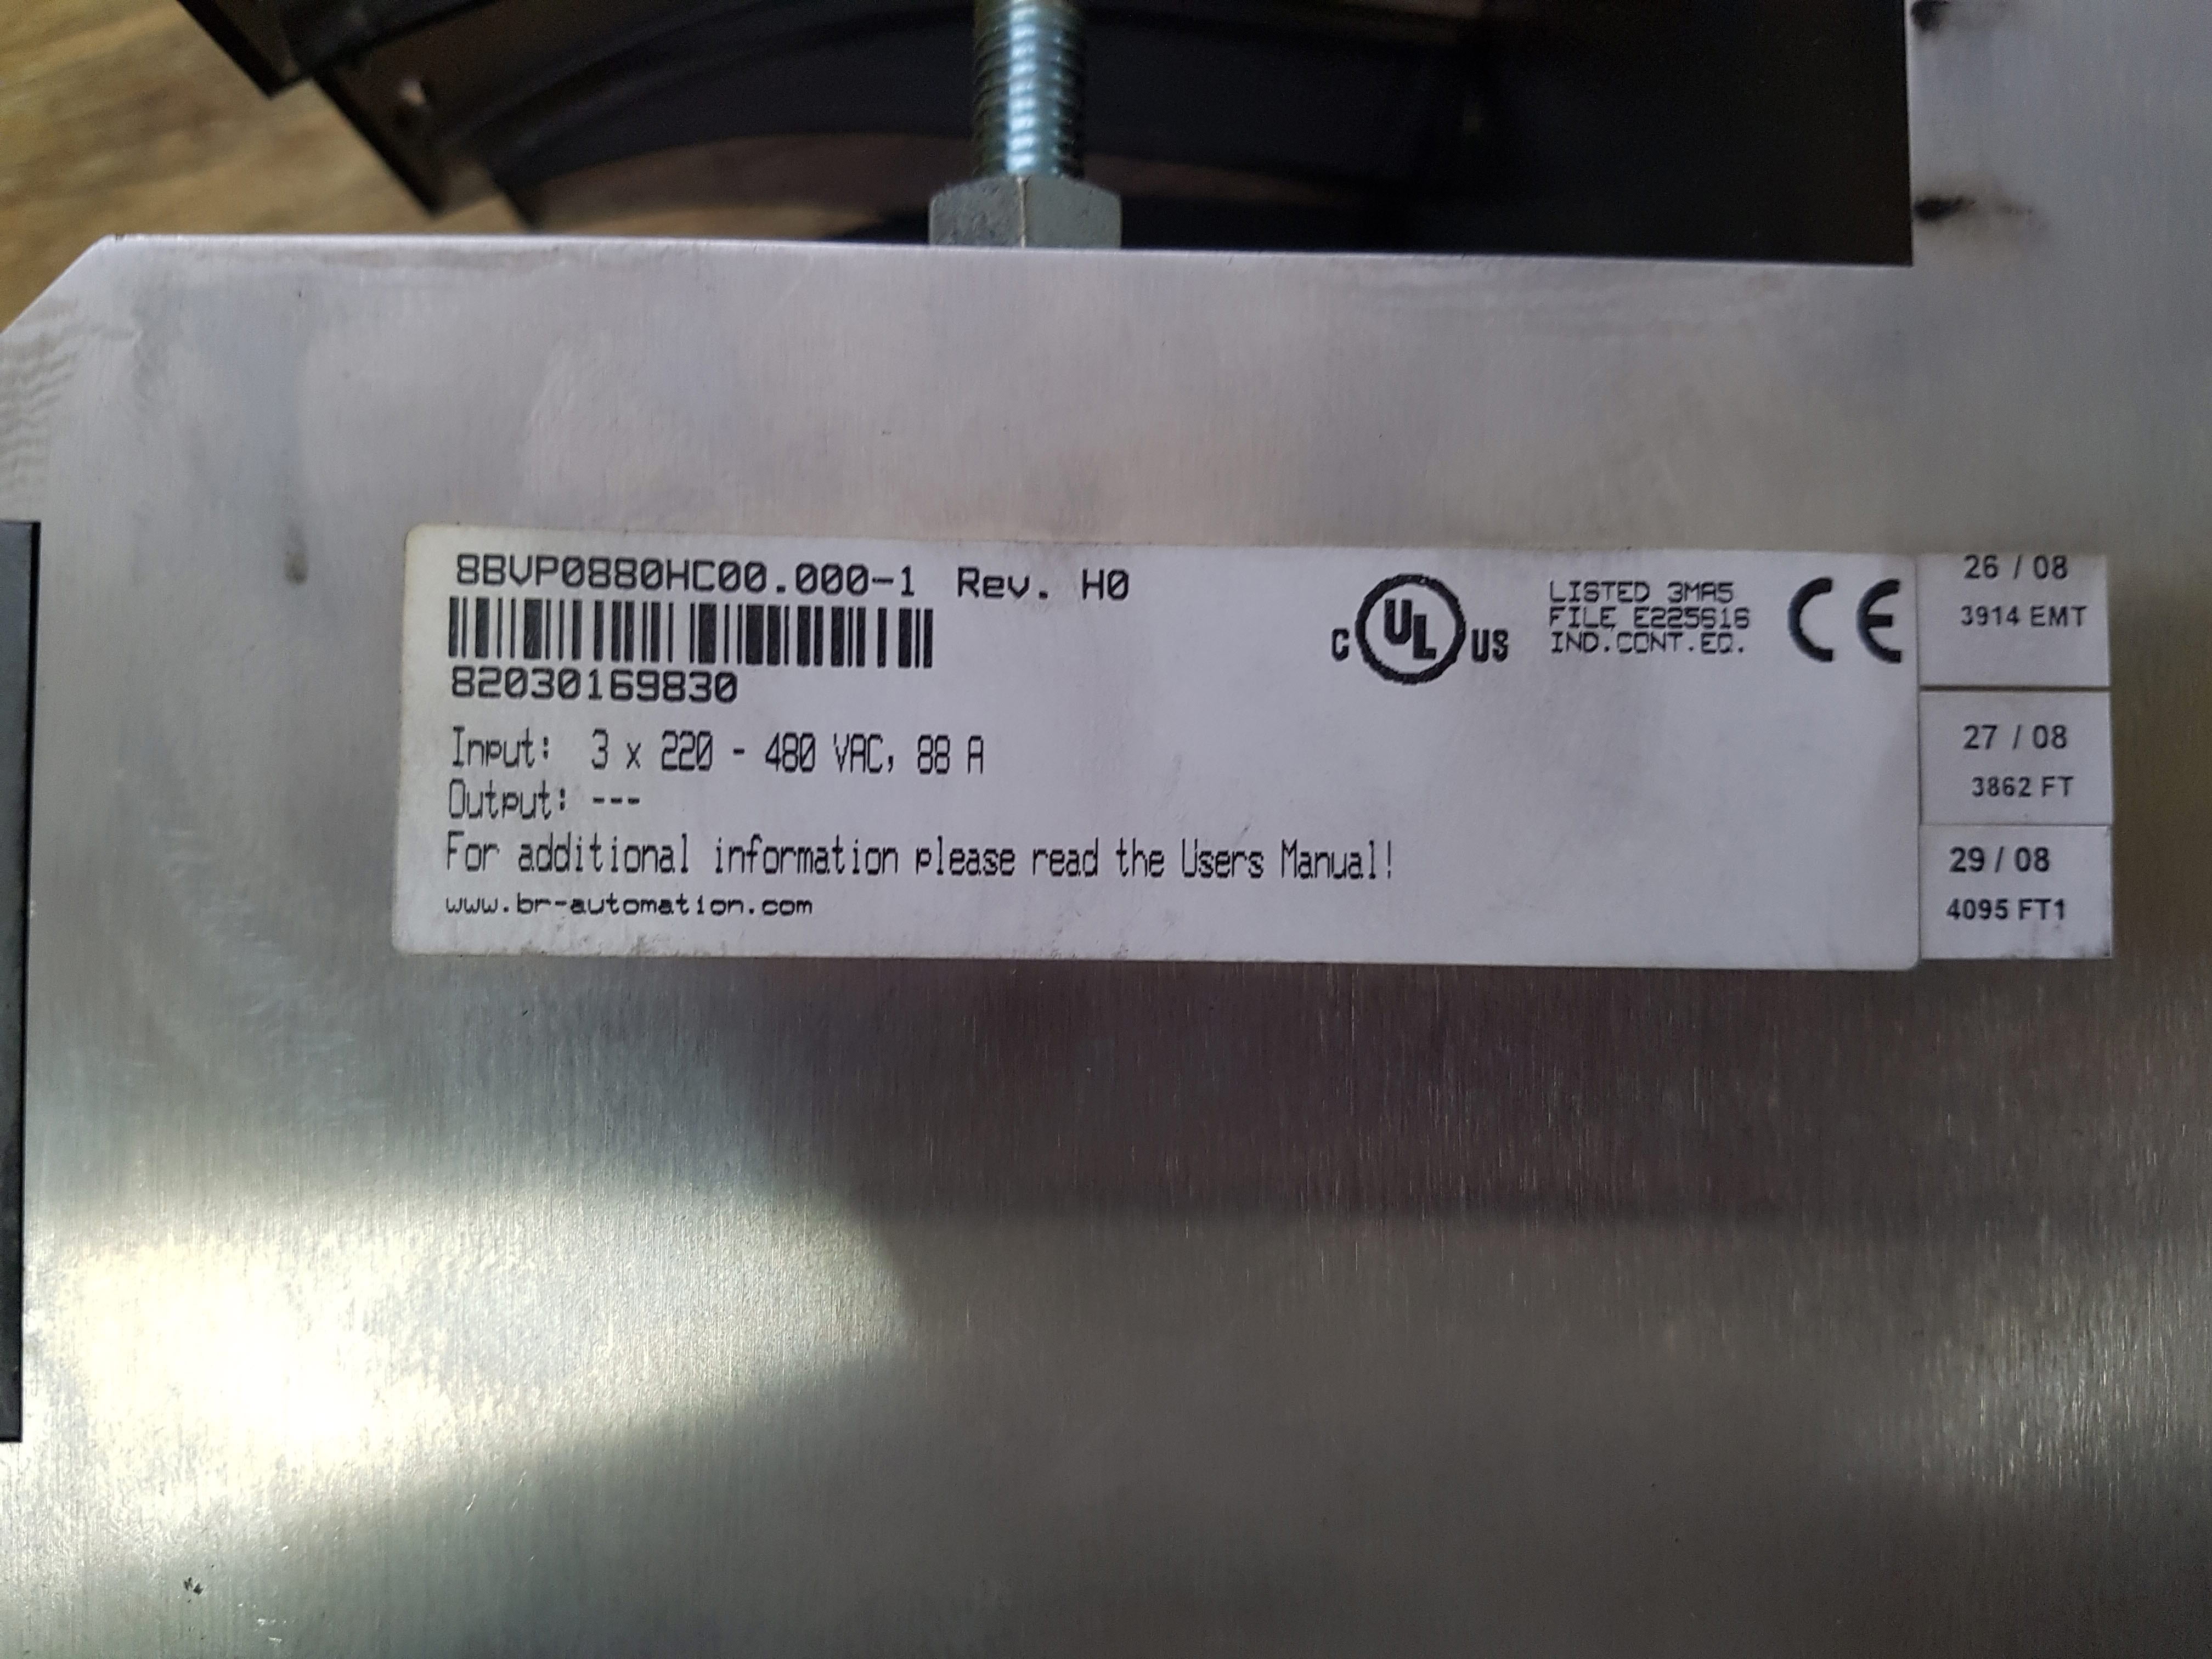 8BVP0880HC00.000-1 Rev. H0
82030169830
Input: 3 x 220 - 480 VAC, 88 A
Output: ---
For additional information please read the Users Manual!
www.br-automation.com
C UL US
LISTED 3MA5
FILE E225616
IND.CONT.EQ.
CE
26 / 08
3914 EMT
27 / 08
3862 FT
29 / 08
4095 FT1